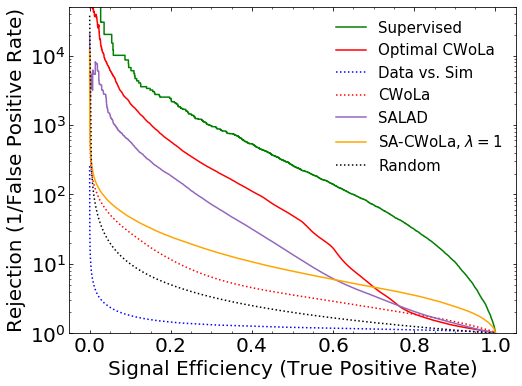 Rejection (1/False Positive Rate)
10⁴
10³
10²
10¹
10⁰
Supervised
Optimal CWoLa
Data vs. Sim
CWoLa
SALAD
SA-CWoLa, λ = 1
Random
0.0 0.2 0.4 0.6 0.8 1.0
Signal Efficiency (True Positive Rate)